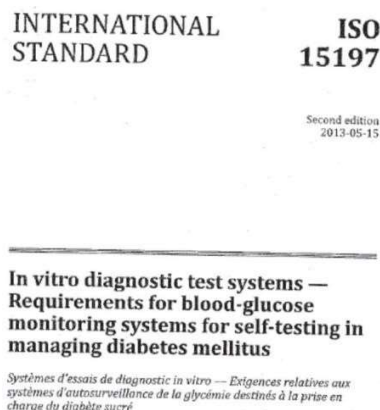 INTERNATIONAL
STANDARD
ISO
15197
Second edition
2013-05-15
In vitro diagnostic test systems —
Requirements for blood-glucose
monitoring systems for self-testing in
managing diabetes mellitus
Systèmes d'essais de diagnostic in vitro — Exigences relatives aux
systèmes d'autosurveillance de la glycémie destinés à la prise en
charge du diabète sucré